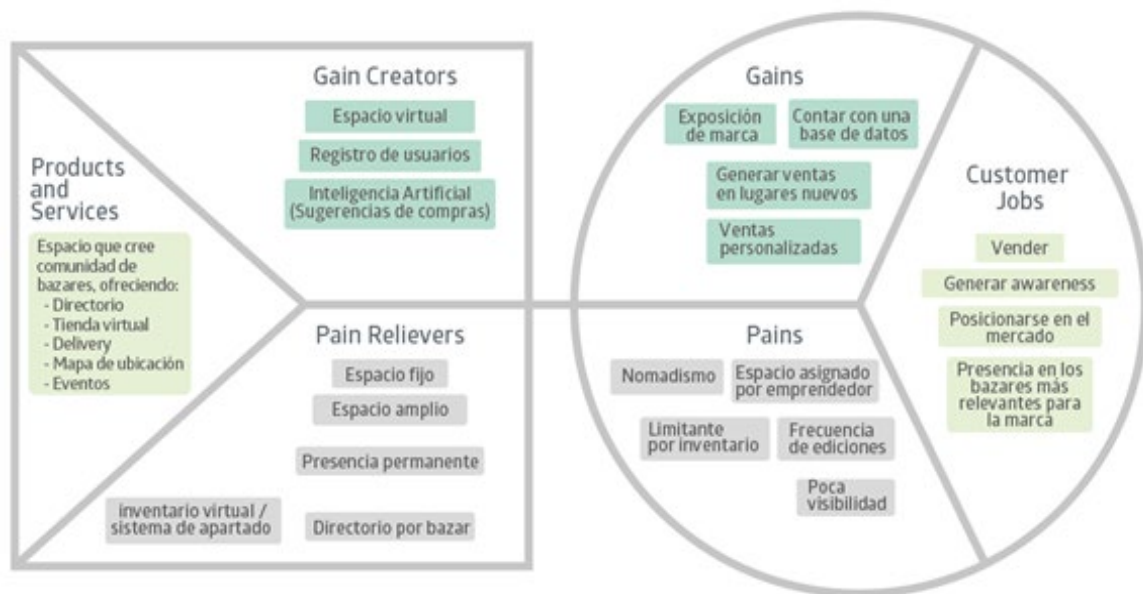 Gain Creators
Espacio virtual
Registro de usuarios
Inteligencia Artificial
(Sugerencias de compras)
Products
and
Services
Espacio que cree
comunidad de
bazares, ofreciendo:
- Directorio
- Tienda virtual
- Delivery
- Mapa de ubicación
- Eventos
Pain Relievers
Espacio fijo
Espacio amplio
Presencia permanente
inventario virtual /
sistema de apartado
Directorio por bazar
Gains
Exposición
de marca
Contar con una
base de datos
Generar ventas
en lugares nuevos
Ventas
personalizadas
Pains
Nomadismo
Espacio asignado
por emprendedor
Limitante
por inventario
Frecuencia
de ediciones
Poca
visibilidad
Customer
Jobs
Vender
Generar awareness
Posicionarse en el
mercado
Presencia en los
bazares más
relevantes para
la marca